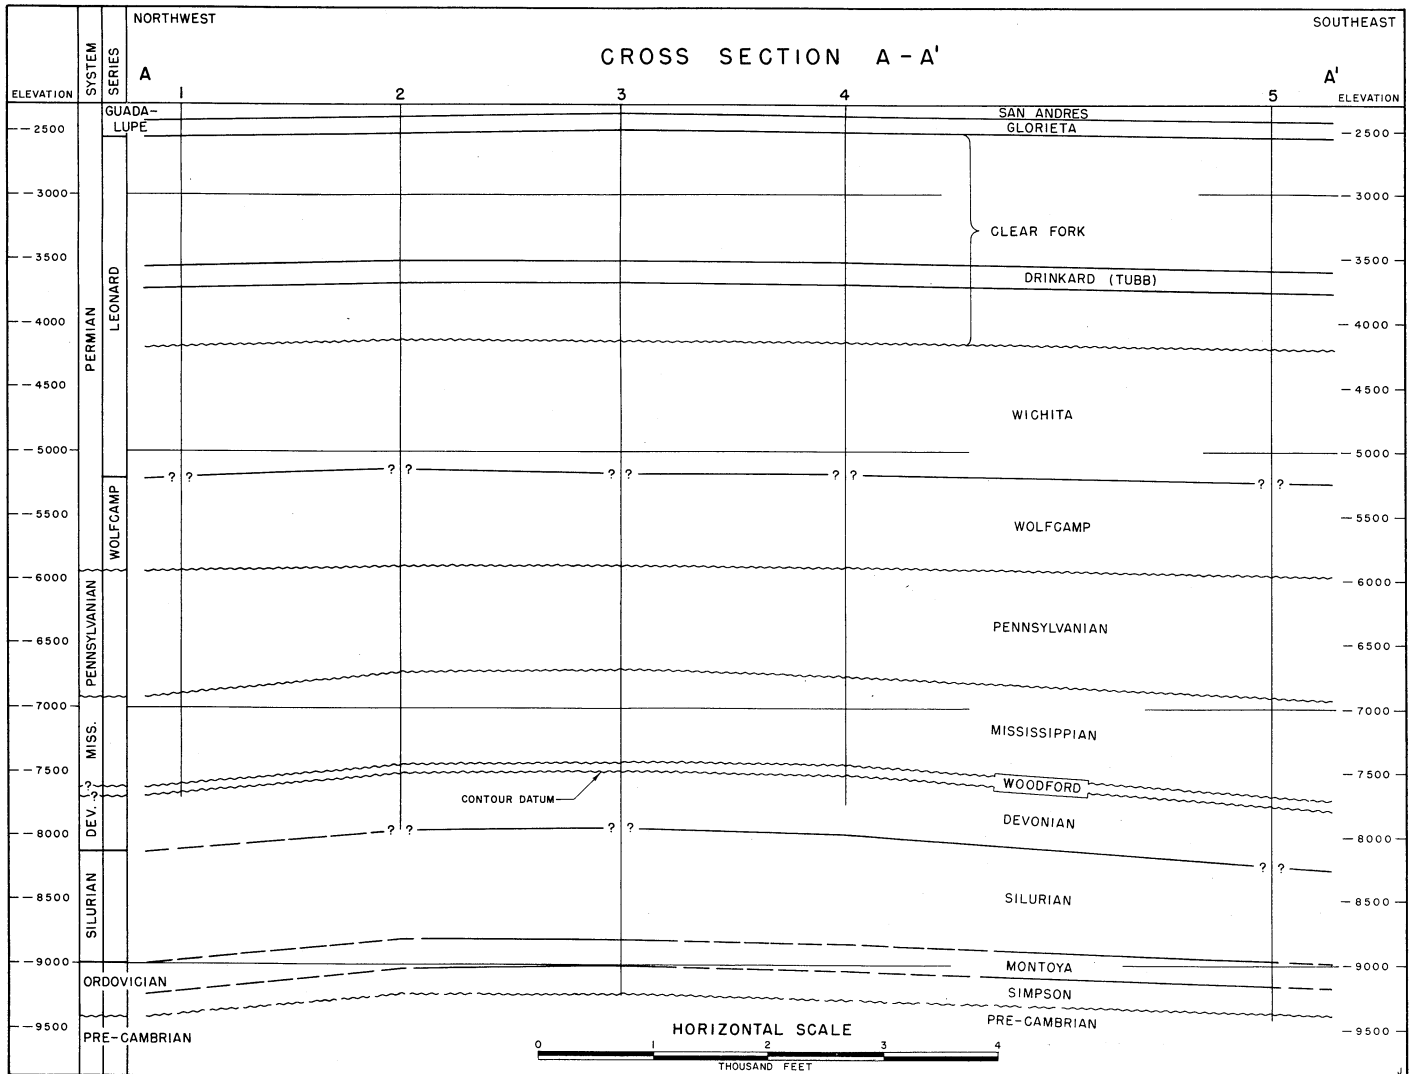 NORTHWEST
SOUTHEAST
CROSS SECTION A-A'
SYSTEM
SERIES
A
A'
ELEVATION
1
2
3
4
5
ELEVATION
GUADA-
LUPE
SAN ANDRES
GLORIETA
--2500
-2500
--3000
-3000
CLEAR FORK
--3500
-3500
LEONARD
DRINKARD (TUBB)
--4000
-4000
PERMIAN
--4500
-4500
WICHITA
--5000
-5000
? ?
? ?
? ?
? ?
? ?
--5500
-5500
WOLFCAMP
WOLFCAMP
--6000
-6000
PENNSYLVANIAN
PENNSYLVANIAN
--6500
-6500
--7000
-7000
MISS.
MISSISSIPPIAN
--7500
-7500
?
?
WOODFORD
CONTOUR DATUM
DEV.
DEVONIAN
--8000
-8000
? ?
? ?
? ?
--8500
-8500
SILURIAN
SILURIAN
--9000
-9000
MONTOYA
ORDOVICIAN
SIMPSON
--9500
-9500
PRE-CAMBRIAN
PRE-CAMBRIAN
HORIZONTAL SCALE
0 1 2 3 4
THOUSAND FEET
J